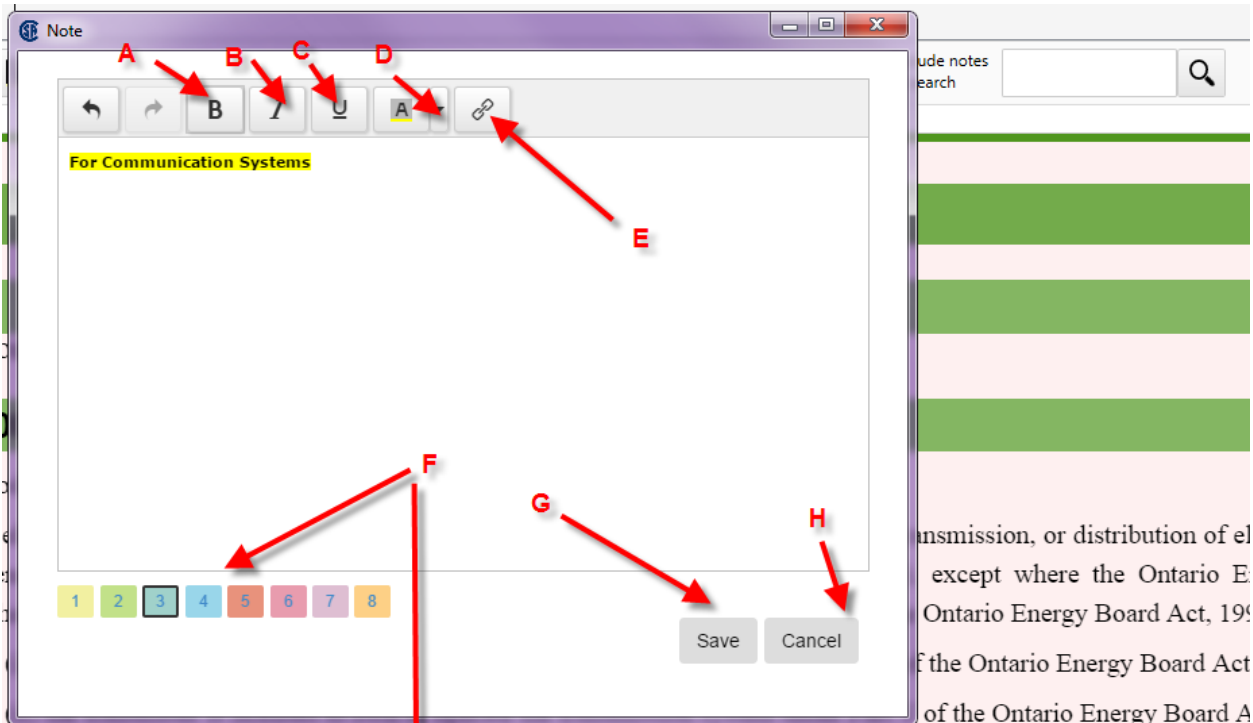 Note
A
B
C
D
ude notes
earch
B
I
U
A
For Communication Systems
E
F
G
H
nsmission, or distribution of el
except where the Ontario E
1 2 3 4 5 6 7 8
Ontario Energy Board Act, 199
Save Cancel
f the Ontario Energy Board Act
of the Ontario Energy Board A